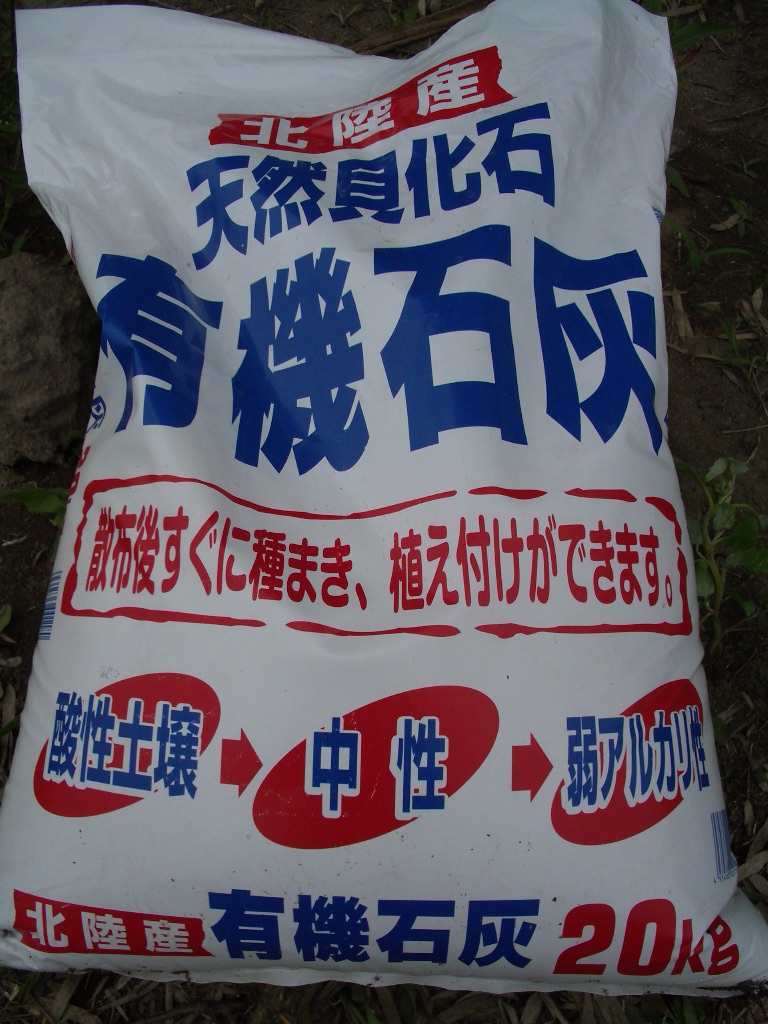 北陸産
天然貝化石
有機石灰
散布後すぐに種まき、植え付けができます。
酸性土壌 中性 弱アルカリ性
北陸産 有機石灰 20kg